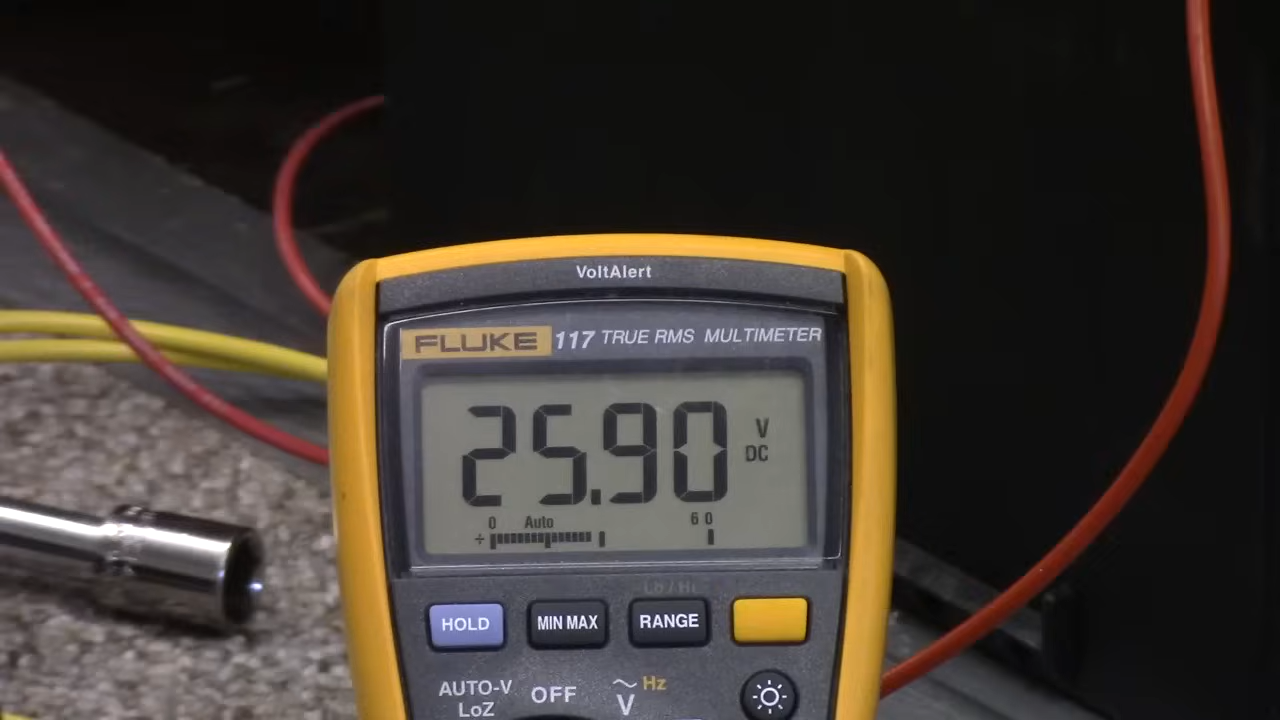 VoltAlert
FLUKE 117 TRUE RMS MULTIMETER
25.90 V DC
0 Auto 60
÷
HOLD MIN MAX RANGE
AUTO-V LoZ OFF V Hz